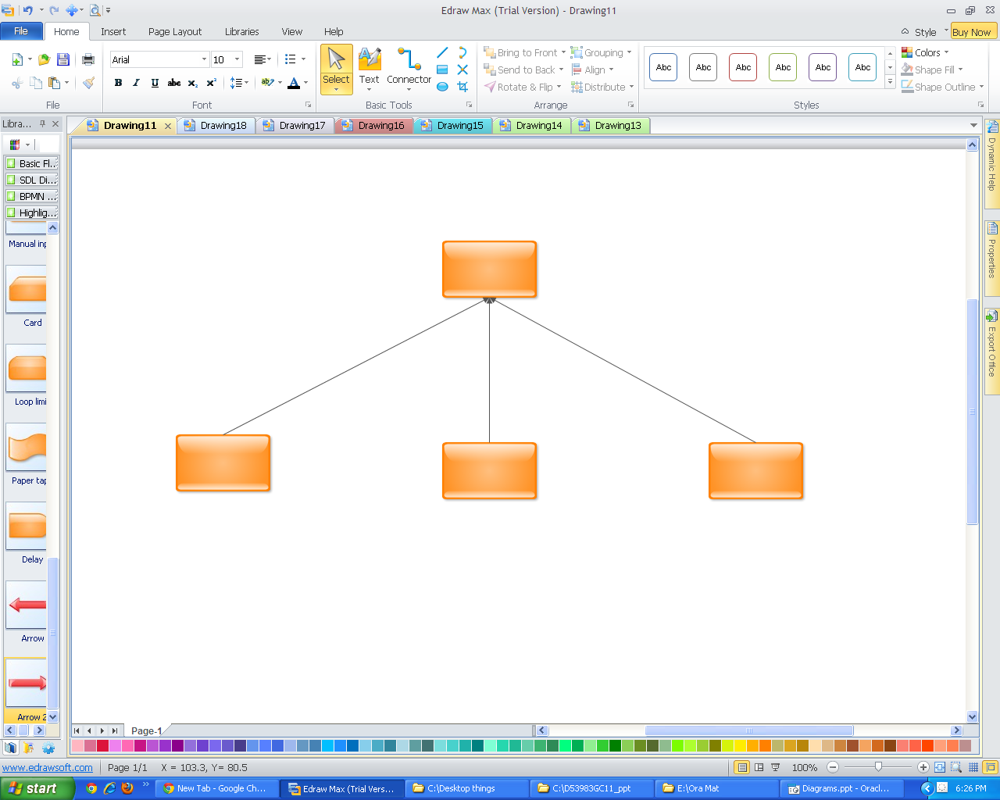 Edraw Max (Trial Version) - Drawing11
File Home Insert Page Layout Libraries View Help Style Buy Now
Arial 10
Select Text Connector
Bring to Front Grouping
Send to Back Align
Rotate & Flip Distribute
Abc Abc Abc Abc Abc Abc
Colors
Shape Fill
Shape Outline
B I U abc x₂ x² aby A
File Font Basic Tools Arrange Styles
Libra...
Drawing11 Drawing18 Drawing17 Drawing16 Drawing15 Drawing14 Drawing13
Basic Fl...
SDL Di...
BPMN ...
Highlig...
Manual inp
Card
Loop limi
Paper tap
Delay
Arrow
Arrow 2
Dynamic Help
Properties
Export Office
Page-1
www.edrawsoft.com Page 1/1 X = 103.3, Y= 80.5 100%
start New Tab - Google Ch... Edraw Max (Trial Vers... C:\Desktop things C:\D53983GC11_ppt E:\Ora Mat Diagrams.ppt - Oracl... 6:26 PM